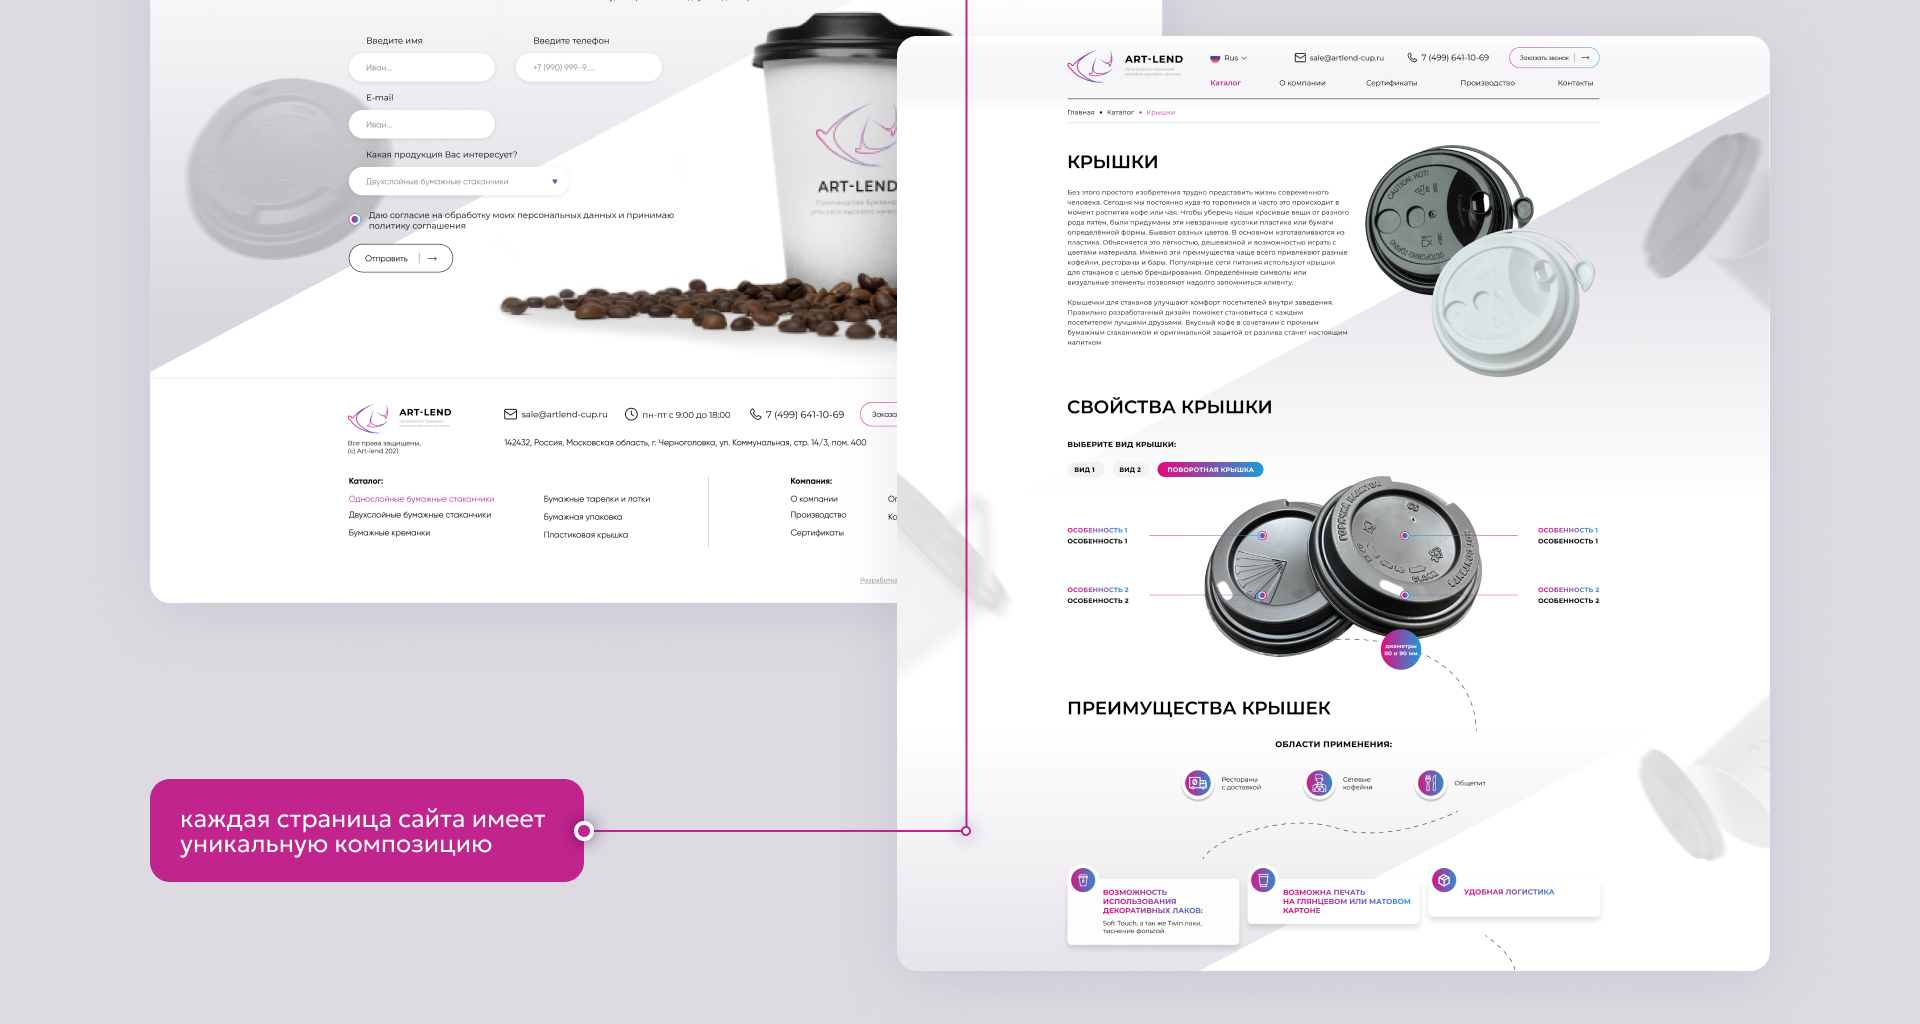 Введите имя
Введите телефон
Иван...
+7 (990) 999-9.....
E-mail
Иван...
Какая продукция Вас интересует?
Двухслойные бумажные стаканчики
Даю согласие на обработку моих персональных данных и принимаю
политику соглашения
Отправить
ART-LEND
ART-LEND
Все права защищены,
(c) Art-lend 2021
sale@artlend-cup.ru
пн-пт с 9:00 до 18:00
7 (499) 641-10-69
142432, Россия, Московская область, г. Черноголовка, ул. Коммунальная, стр. 14/3, пом. 400
Каталог:
Однослойные бумажные стаканчики
Двухслойные бумажные стаканчики
Бумажные креманки
Бумажные тарелки и лотки
Бумажная упаковка
Пластиковая крышка
Компания:
О компании
Производство
Сертификаты
каждая страница сайта имеет
уникальную композицию
ART-LEND
Rus
sale@artlend-cup.ru
7 (499) 641-10-69
Заказать звонок
Каталог
О компании
Сертификаты
Производство
Контакты
Главная • Каталог • Крышки
КРЫШКИ
Без этого простого изобретения трудно представить жизнь современного
человека. Сегодня мы постоянно куда-то торопимся и часто это происходит в
момент распития кофе или чая. Чтобы уберечь наши красивые вещи от разного
рода пятен, были придуманы эти невзрачные кусочки пластика или бумаги
определённой формы. Бывают разных цветов. В основном изготавливаются из
пластика. Объясняется это лёгкостью, дешевизной и возможностью играть с
цветами материала. Именно эти преимущества чаще всего привлекают разные
кофейни, рестораны и бары. Популярные сети питания используют крышки
для стаканов с целью брендирования. Определённые символы или
визуальные элементы позволяют надолго запомниться клиенту.
Крышечки для стаканов улучшают комфорт посетителей внутри заведения.
Правильно разработанный дизайн поможет становиться с каждым
посетителем лучшими друзьями. Вкусный кофе в сочетании с прочным
бумажным стаканчиком и оригинальной защитой от разлива станет настоящим
напитком
CAUTION: HOT!
СВОЙСТВА КРЫШКИ
ВЫБЕРИТЕ ВИД КРЫШКИ:
ВИД 1
ВИД 2
ПОВОРОТНАЯ КРЫШКА
ОСОБЕННОСТЬ 1
ОСОБЕННОСТЬ 1
ОСОБЕННОСТЬ 2
ОСОБЕННОСТЬ 2
ОСОБЕННОСТЬ 1
ОСОБЕННОСТЬ 1
ОСОБЕННОСТЬ 2
ОСОБЕННОСТЬ 2
диаметры
80 и 90 мм
ПРЕИМУЩЕСТВА КРЫШЕК
ОБЛАСТИ ПРИМЕНЕНИЯ:
Рестораны
с доставкой
Сетевые
кофейни
Общепит
ВОЗМОЖНОСТЬ
ИСПОЛЬЗОВАНИЯ
ДЕКОРАТИВНЫХ ЛАКОВ:
Soft Touch, а так же Twin лаки,
тиснение фольгой.
ВОЗМОЖНА ПЕЧАТЬ
НА ГЛЯНЦЕВОМ ИЛИ МАТОВОМ
КАРТОНЕ
УДОБНАЯ ЛОГИСТИКА